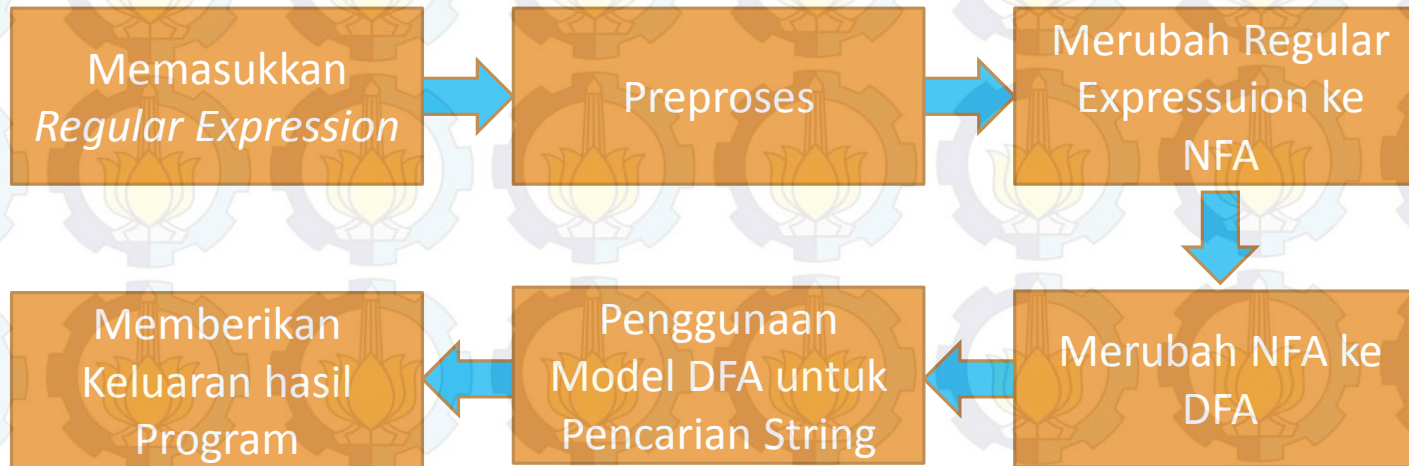 Memasukkan
Regular Expression
Preproses
Merubah Regular
Expressuion ke
NFA
Merubah NFA ke
DFA
Penggunaan
Model DFA untuk
Pencarian String
Memberikan
Keluaran hasil
Program